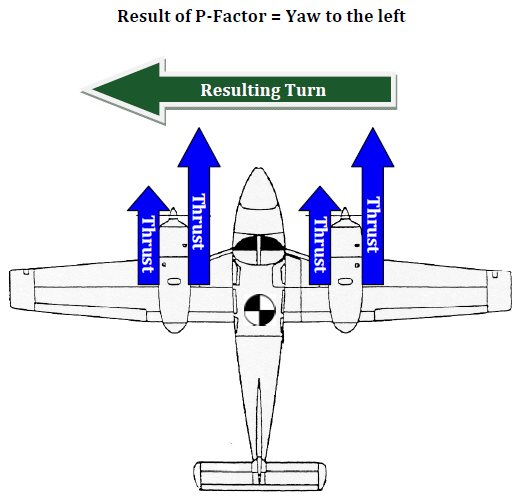 Result of P-Factor = Yaw to the left
Resulting Turn
Thrust
Thrust
Thrust
Thrust